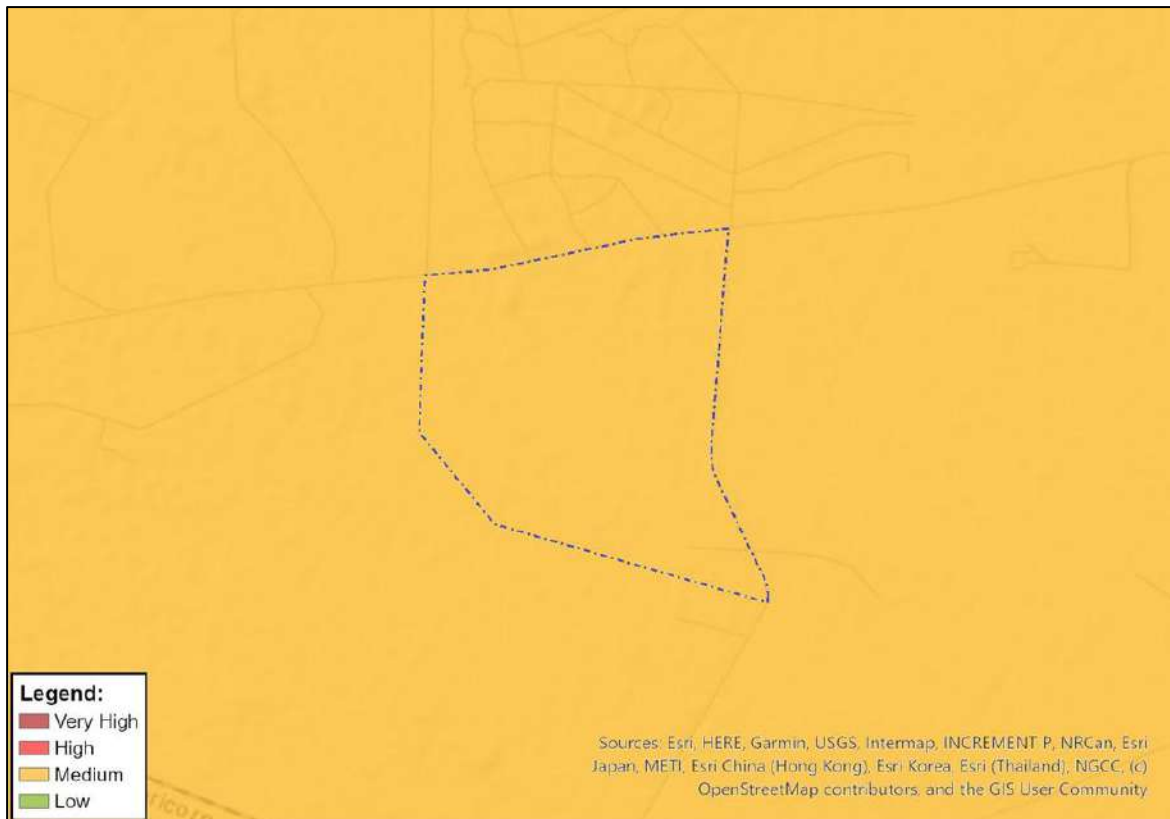 Legend:
Very High
High
Medium
Low
Sources: Esri, HERE, Garmin, USGS, Intermap, INCREMENT P, NRCan, Esri
Japan, METI, Esri China (Hong Kong), Esri Korea, Esri (Thailand), NGCC, (c)
OpenStreetMap contributors, and the GIS User Community